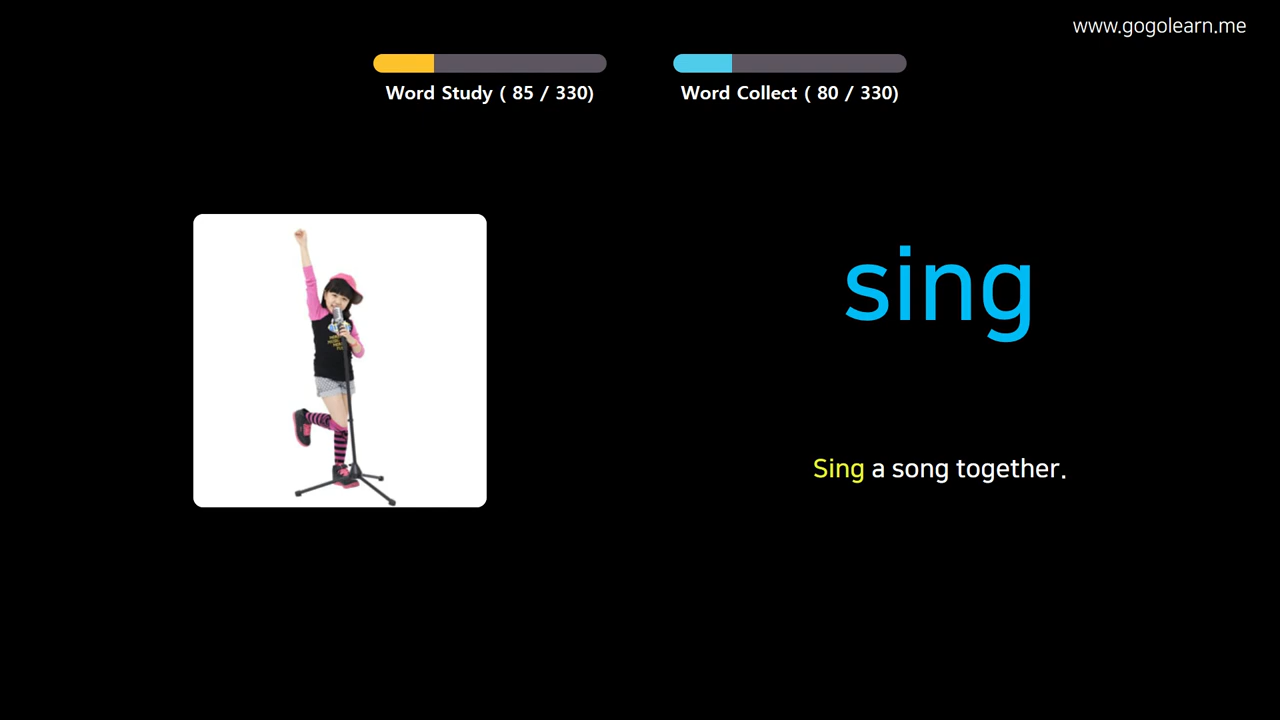 www.gogolearn.me
Word Study ( 85 / 330)
Word Collect ( 80 / 330)
sing
Sing a song together.